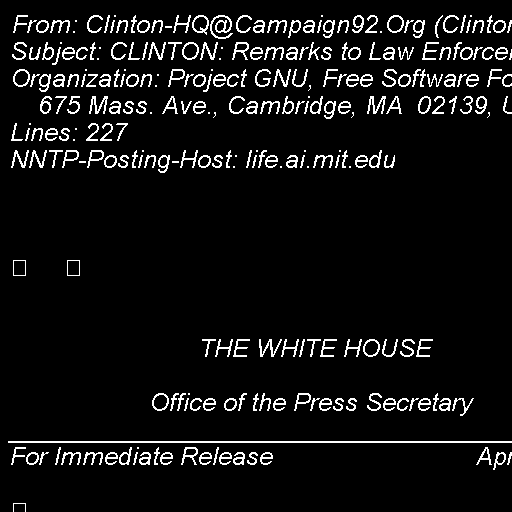 From: Clinton-HQ@Campaign92.Org (Clinton
Subject: CLINTON: Remarks to Law Enforce
Organization: Project GNU, Free Software Fo
675 Mass. Ave., Cambridge, MA 02139, U
Lines: 227
NNTP-Posting-Host: life.ai.mit.edu
THE WHITE HOUSE
Office of the Press Secretary
For Immediate Release Apr